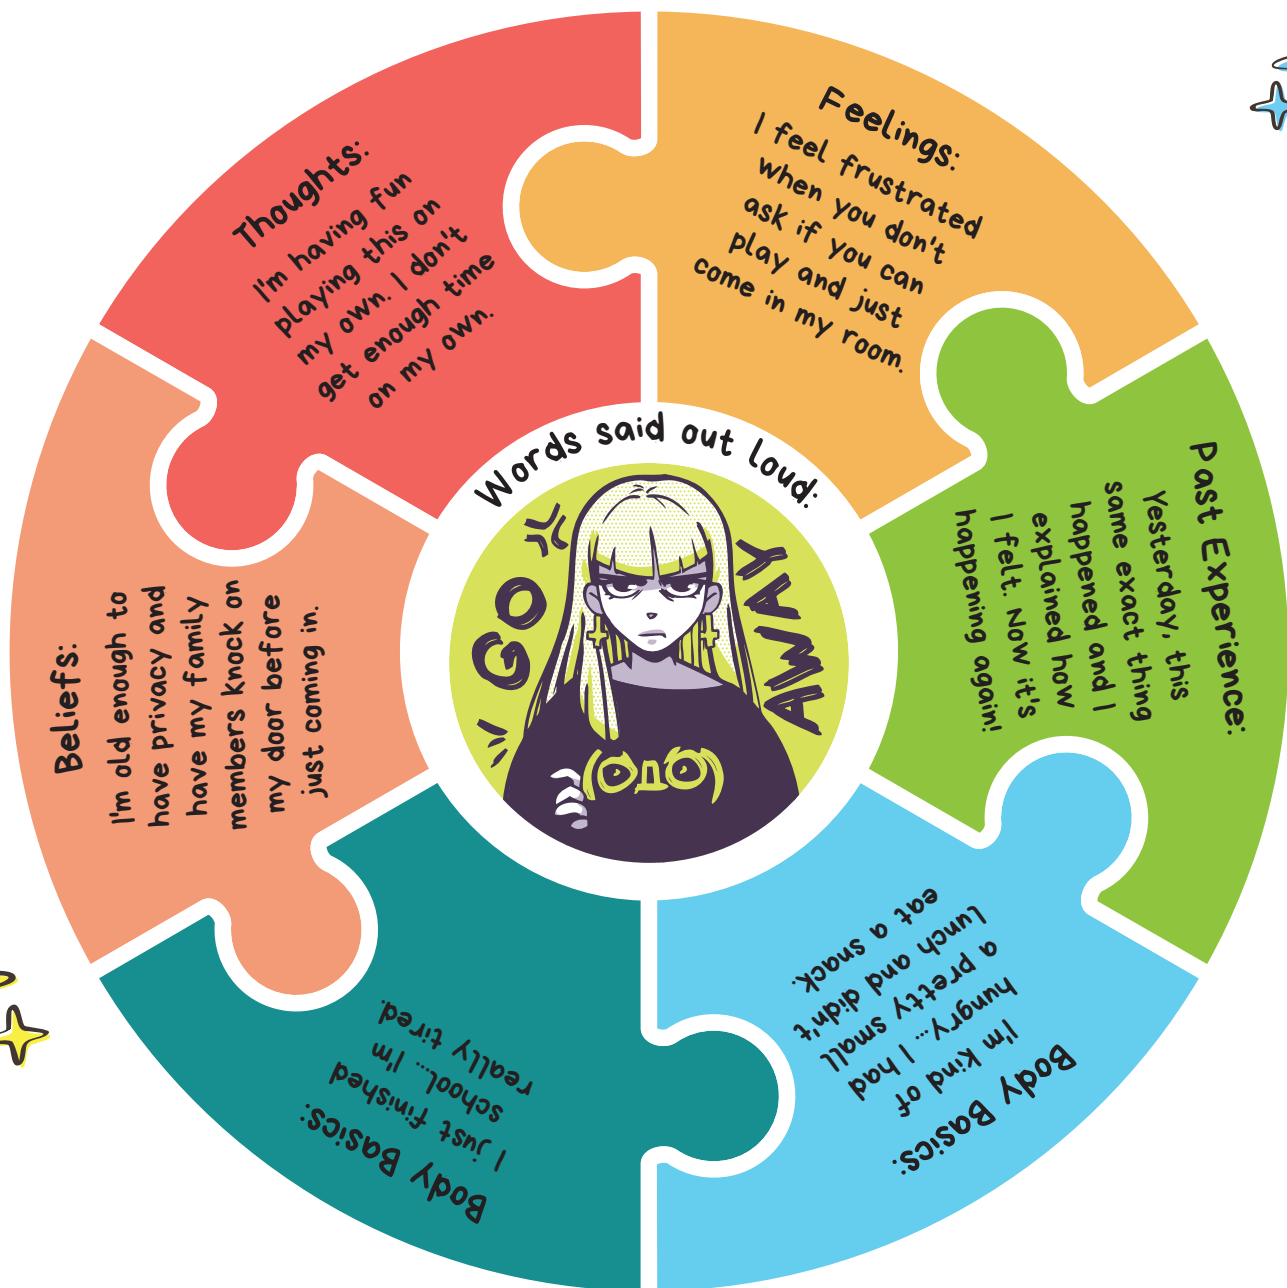 Words said out loud:
GO
AWAY
Thoughts:
I'm having fun
playing this on
my own. I don't
get enough time
on my own.
Feelings:
I feel frustrated
when you don't
ask if you can
play and just
come in my room.
Past Experience:
Yesterday, this
same exact thing
happened and I
explained how
I felt. Now it's
happening again!
Body Basics:
I'm kind of
hungry... I had
a pretty small
lunch and didn't
eat a snack.
Body Basics:
I just finished
school... I'm
really tired.
Beliefs:
I'm old enough to
have privacy and
have my family
members knock on
my door before
just coming in.